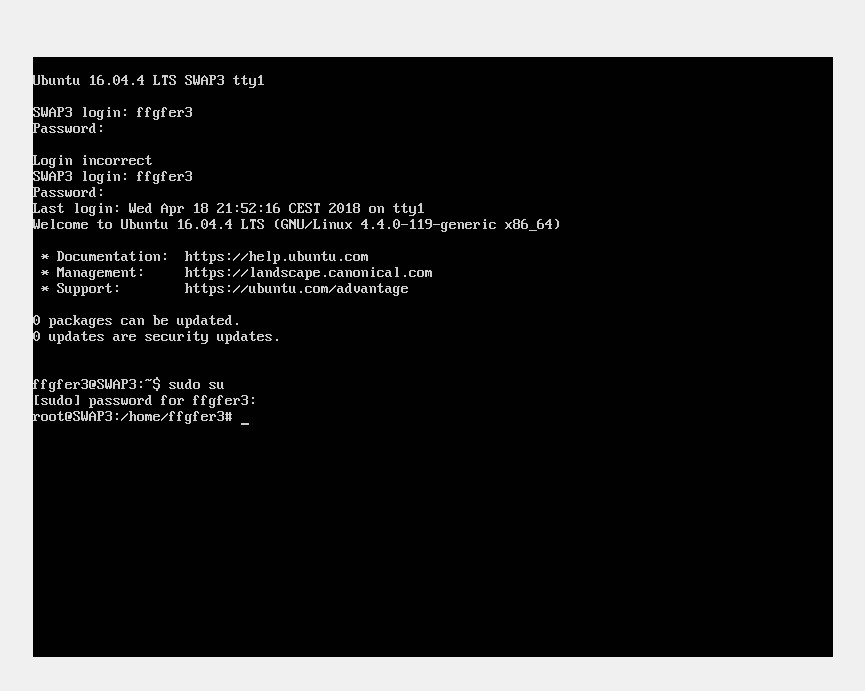 Ubuntu 16.04.4 LTS SWAP3 tty1
SWAP3 login: ffgfer3
Password:
Login incorrect
SWAP3 login: ffgfer3
Password:
Last login: Wed Apr 18 21:52:16 CEST 2018 on tty1
Welcome to Ubuntu 16.04.4 LTS (GNU/Linux 4.4.0-119-generic x86_64)
* Documentation:  https://help.ubuntu.com
* Management:     https://landscape.canonical.com
* Support:        https://ubuntu.com/advantage
0 packages can be updated.
0 updates are security updates.
ffgfer3@SWAP3:~$ sudo su
[sudo] password for ffgfer3:
root@SWAP3:/home/ffgfer3# _